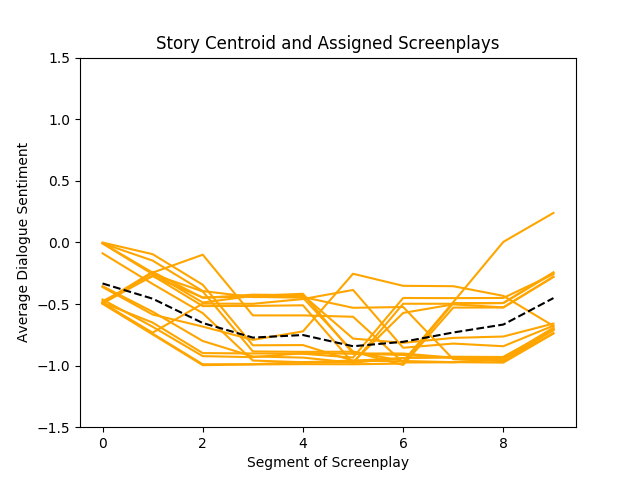 Story Centroid and Assigned Screenplays
1.5
1.0
0.5
0.0
−0.5
−1.0
−1.5
Average Dialogue Sentiment
0 2 4 6 8
Segment of Screenplay